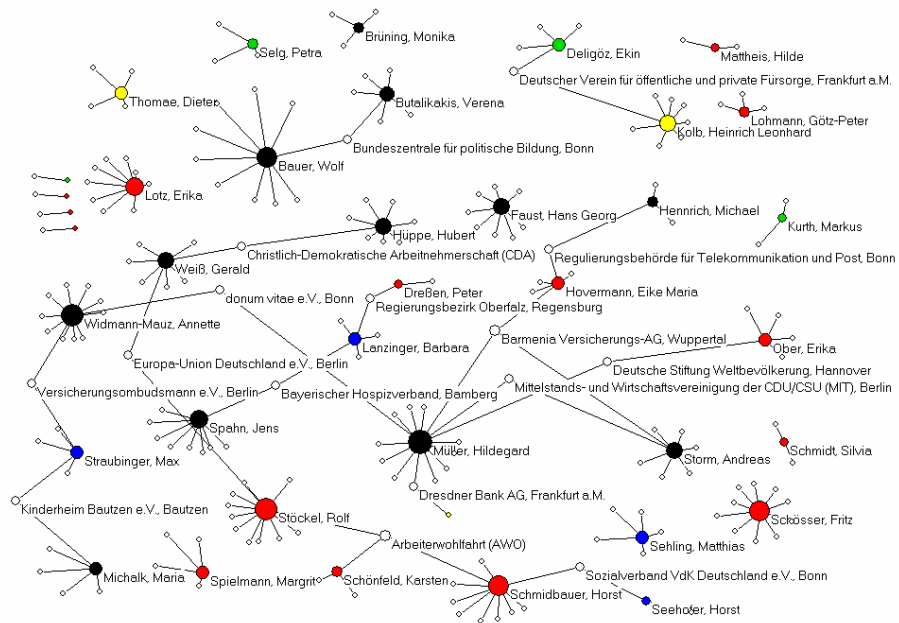 Selg, Petra
Brüning, Monika
Deligöz, Ekin
Mattheis, Hilde
Deutscher Verein für öffentliche und private Fürsorge, Frankfurt a.M.
Thomae, Dieter
Butalikakis, Verena
Lohmann, Götz-Peter
Kolb, Heinrich Leonhard
Bundeszentrale für politische Bildung, Bonn
Bauer, Wolf
Lotz, Erika
Faust, Hans Georg
Hennrich, Michael
Kurth, Markus
Hüppe, Hubert
Christlich-Demokratische Arbeitnehmerschaft (CDA)
Regulierungsbehörde für Telekommunikation und Post, Bonn
Weiß, Gerald
Dreßen, Peter
Hovermann, Eike Maria
donum vitae e.V., Bonn
Regierungsbezirk Oberfalz, Regensburg
Widmann-Mauz, Annette
Barmenia Versicherungs-AG, Wuppertal
Lanzinger, Barbara
Ober, Erika
Europa-Union Deutschland e.V., Berlin
Deutsche Stiftung Weltbevölkerung, Hannover
Versicherungsombudsmann e.V., Berlin
Bayerischer Hospizverband, Bamberg
Mittelstands- und Wirtschaftsvereinigung der CDU/CSU (MIT), Berlin
Spahn, Jens
Müller, Hildegard
Schmidt, Silvia
Straubinger, Max
Storm, Andreas
Dresdner Bank AG, Frankfurt a.M.
Kinderheim Bautzen e.V., Bautzen
Stöckel, Rolf
Sckösser, Fritz
Arbeiterwohlfahrt (AWO)
Sehling, Matthias
Michalk, Maria
Spielmann, Margrit
Schönfeld, Karsten
Sozialverband VdK Deutschland e.V., Bonn
Schmidbauer, Horst
Seehofer, Horst